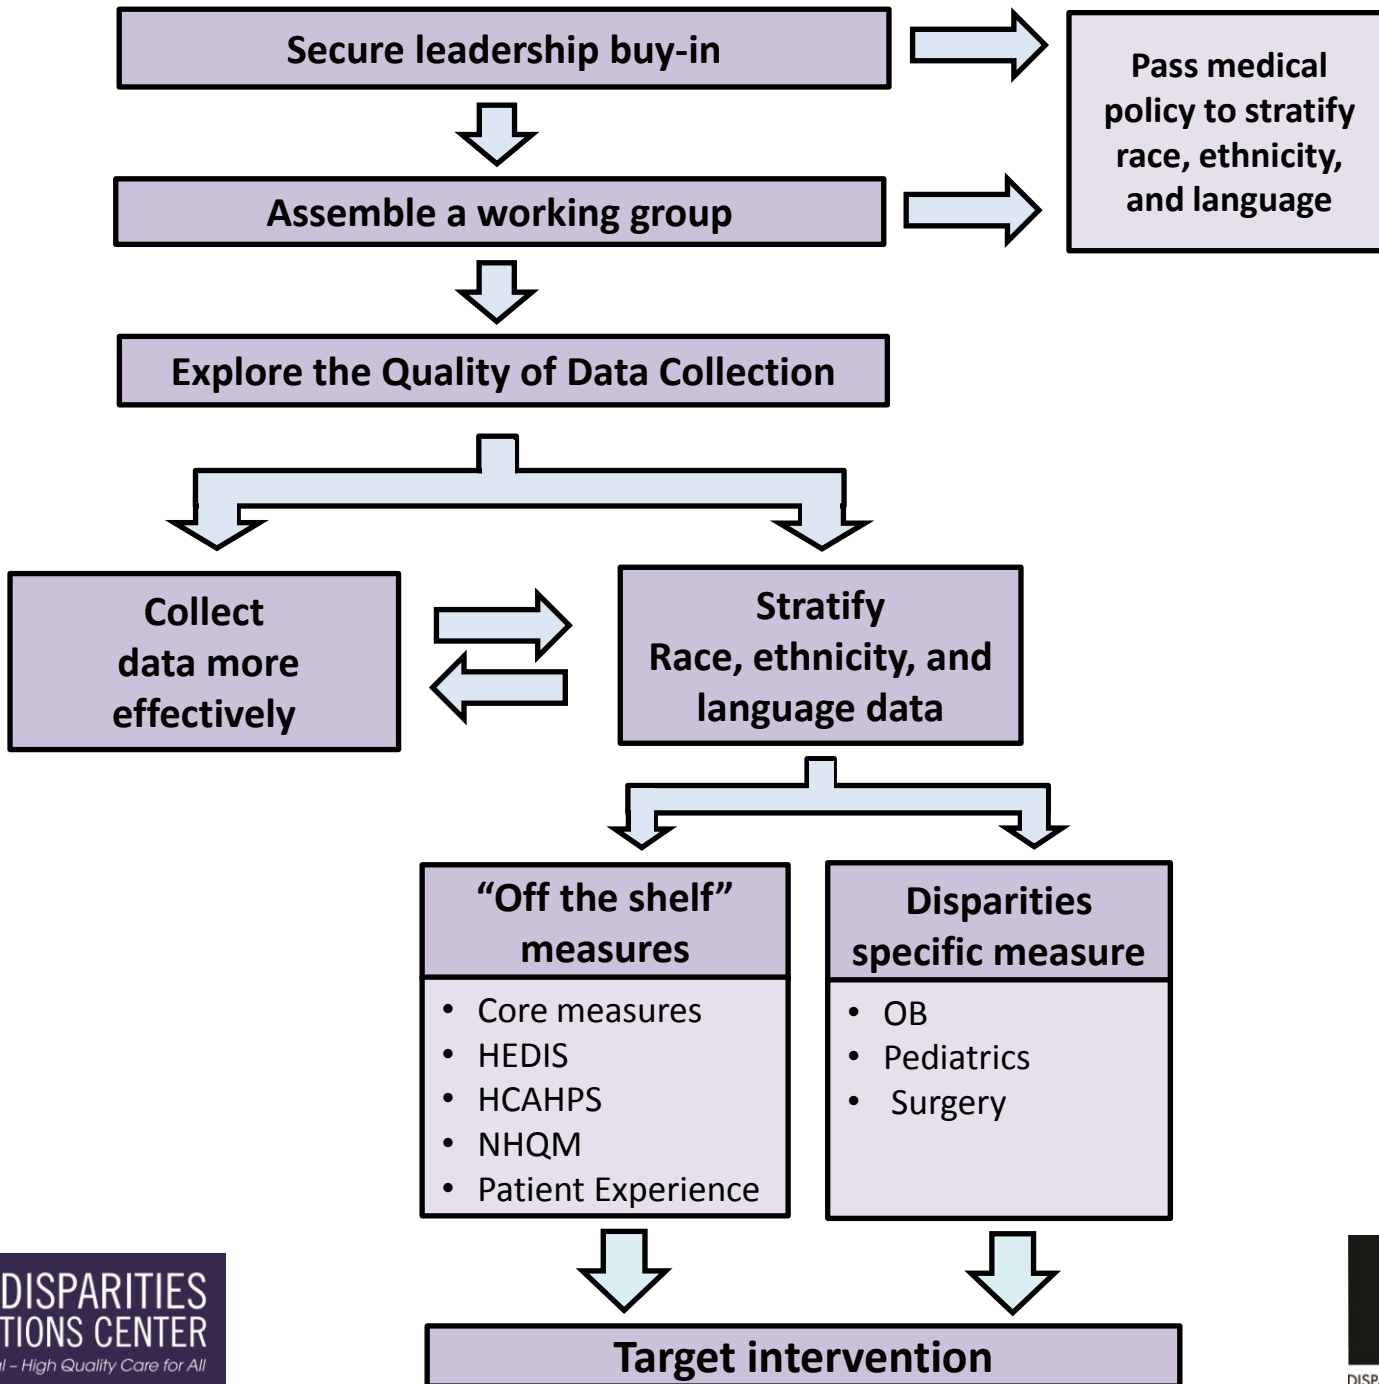 Secure leadership buy-in
Pass medical
policy to stratify
race, ethnicity,
and language
Assemble a working group
Explore the Quality of Data Collection
Collect
data more
effectively
Stratify
Race, ethnicity, and
language data
“Off the shelf”
measures
• Core measures
• HEDIS
• HCAHPS
• NHQM
• Patient Experience
Disparities
specific measure
• OB
• Pediatrics
• Surgery
Target intervention
DISPARITIES
TIONS CENTER
– High Quality Care for All
DISP